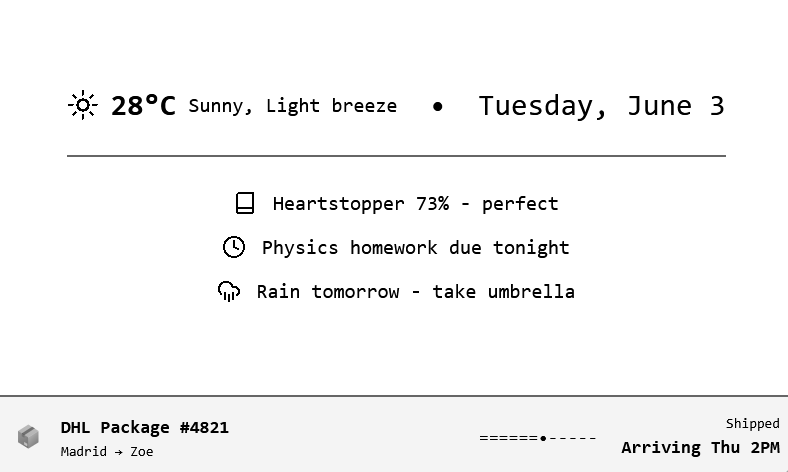 28°C Sunny, Light breeze • Tuesday, June 3
Heartstopper 73% - perfect
Physics homework due tonight
Rain tomorrow - take umbrella
DHL Package #4821
Madrid → Zoe
======•-----
Shipped
Arriving Thu 2PM